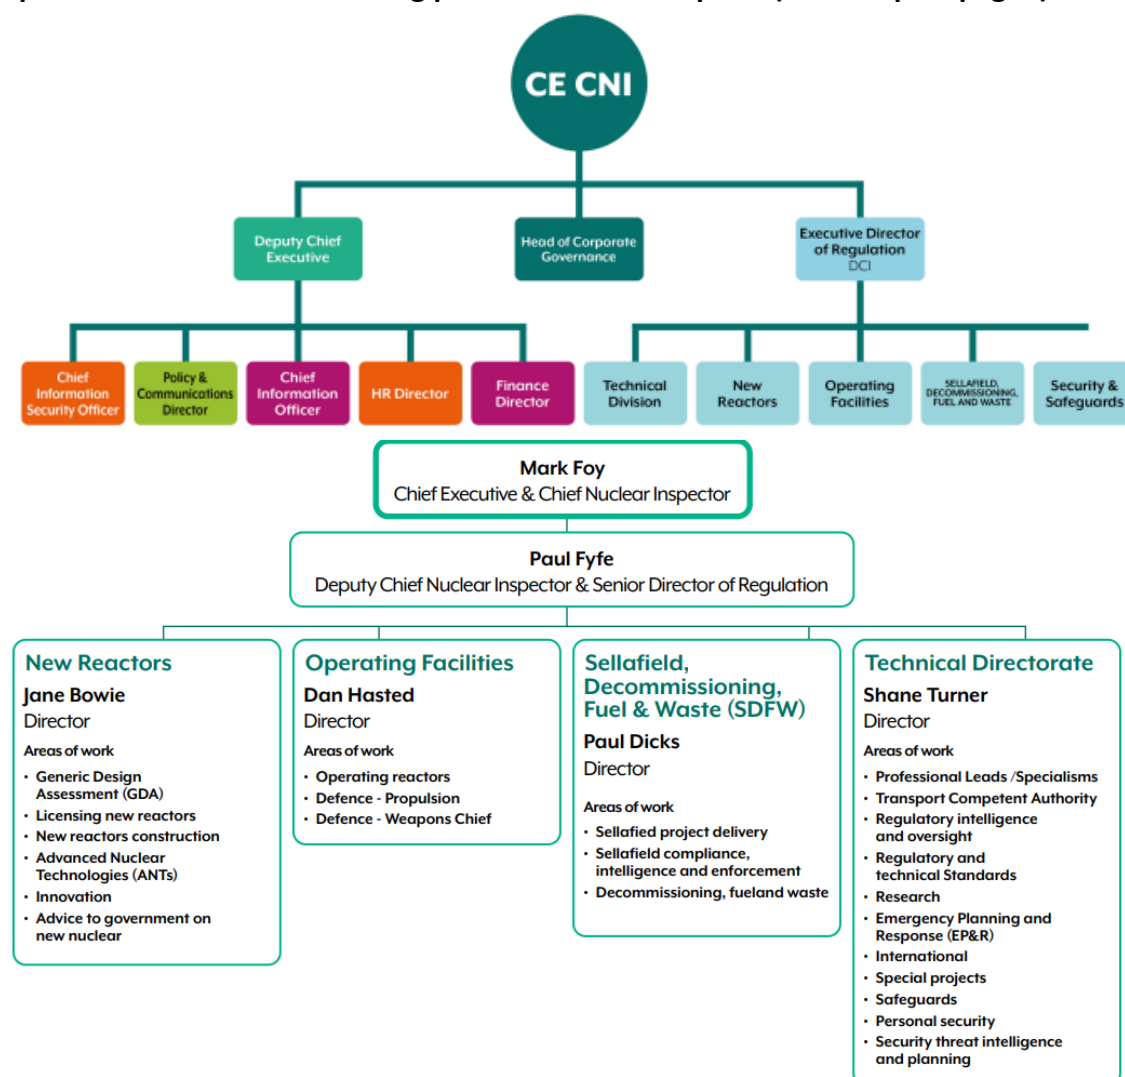 CE CNI
Deputy Chief
Executive
Head of Corporate
Governance
Executive Director
of Regulation
DCI
Chief
Information
Security Officer
Policy &
Communications
Director
Chief
Information
Officer
HR Director
Finance
Director
Technical
Division
New
Reactors
Operating
Facilities
SELLAFIELD,
DECOMMISSIONING,
FUEL AND WASTE
Security &
Safeguards
Mark Foy
Chief Executive & Chief Nuclear Inspector
Paul Fyfe
Deputy Chief Nuclear Inspector & Senior Director of Regulation
New Reactors
Jane Bowie
Director
Areas of work
· Generic Design
Assessment (GDA)
· Licensing new reactors
· New reactors construction
· Advanced Nuclear
Technologies (ANTs)
· Innovation
· Advice to government on
new nuclear
Operating Facilities
Dan Hasted
Director
Areas of work
· Operating reactors
· Defence - Propulsion
· Defence - Weapons Chief
Sellafield,
Decommissioning,
Fuel & Waste (SDFW)
Paul Dicks
Director
Areas of work
· Sellafied project delivery
· Sellafield compliance,
intelligence and enforcement
· Decommissioning, fueland waste
Technical Directorate
Shane Turner
Director
Areas of work
· Professional Leads /Specialisms
· Transport Competent Authority
· Regulatory intelligence
and oversight
· Regulatory and
technical Standards
· Research
· Emergency Planning and
Response (EP&R)
· International
· Special projects
· Safeguards
· Personal security
· Security threat intelligence
and planning